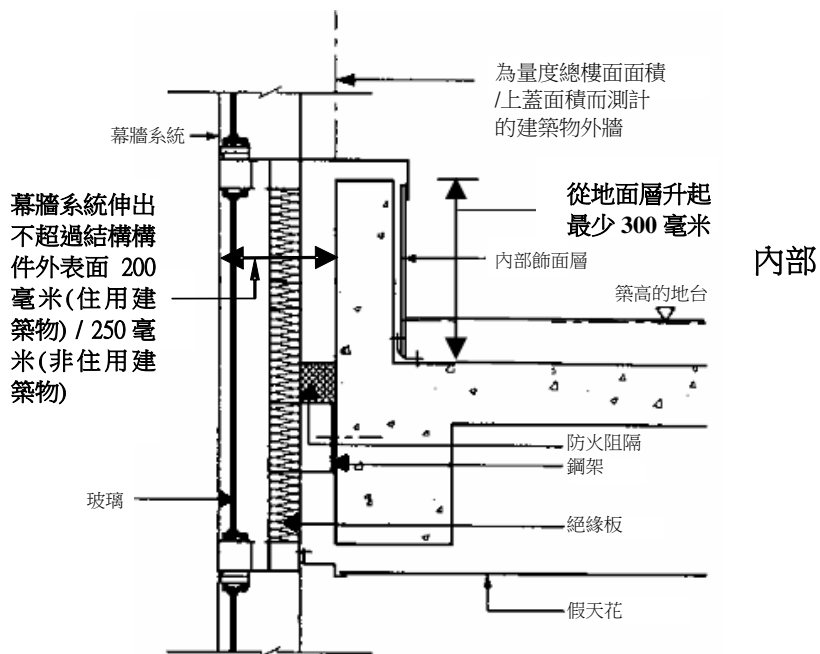 為量度總樓面面積
/上蓋面積而測計
的建築物外牆
幕牆系統
幕牆系統伸出
不超過結構構
件外表面 200
毫米(住用建
築物) / 250 毫
米(非住用建
築物)
從地面層升起
最少 300 毫米
內部飾面層
內部
築高的地台
防火阻隔
鋼架
玻璃
絕緣板
假天花